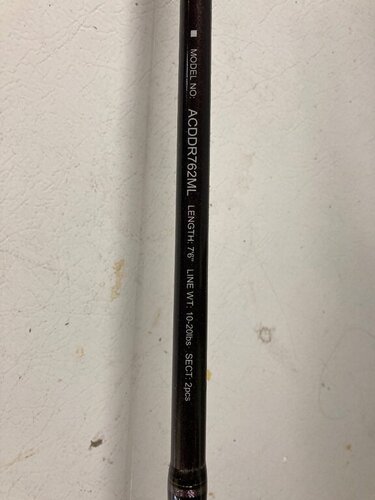 MODEL NO: ACDDR762ML LENGTH: 7'6" LINE WT: 10-20lbs SECT: 2pcs